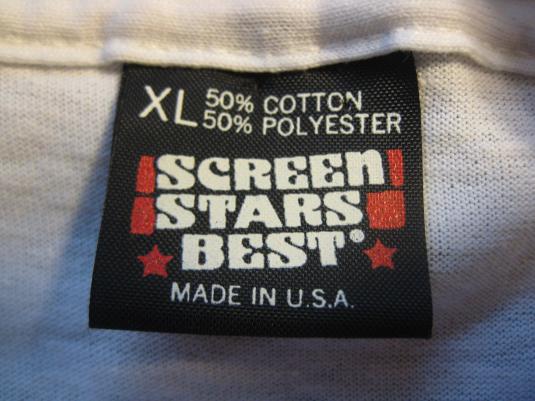 XL 50% COTTON
50% POLYESTER
SCREEN
STARS
BEST®
MADE IN U.S.A.